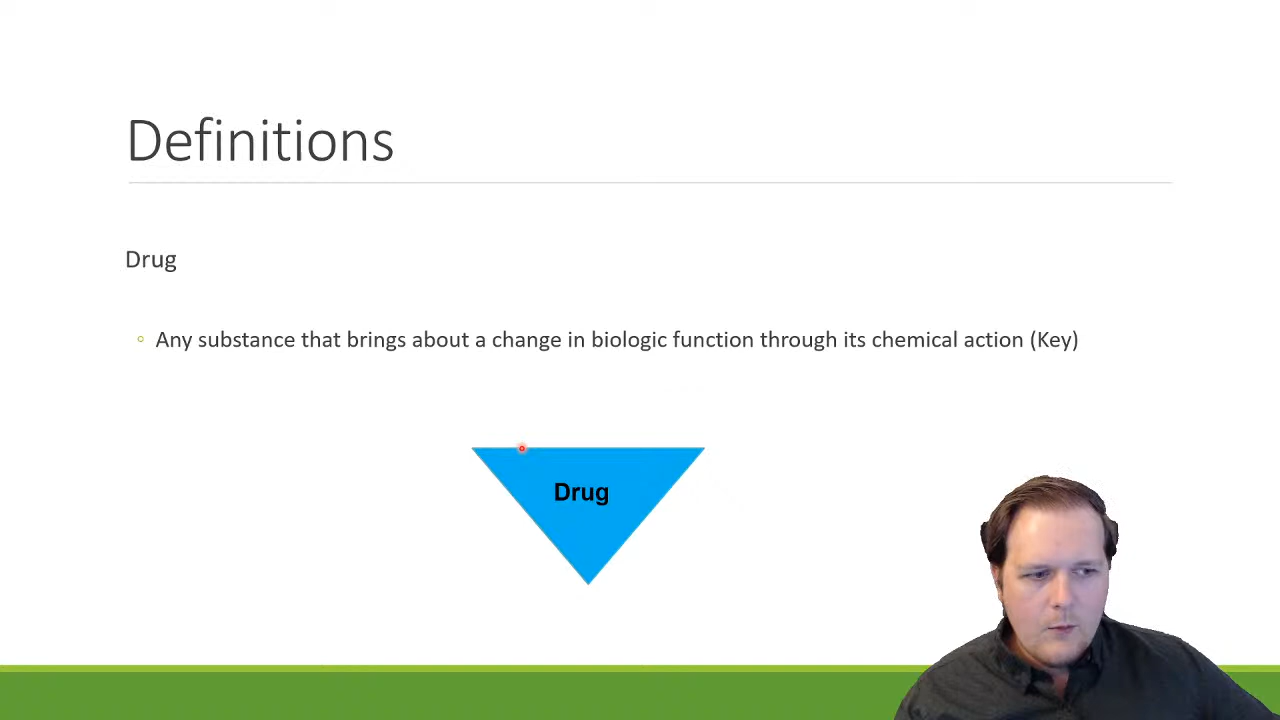 Definitions
Drug
Any substance that brings about a change in biologic function through its chemical action (Key)
Drug